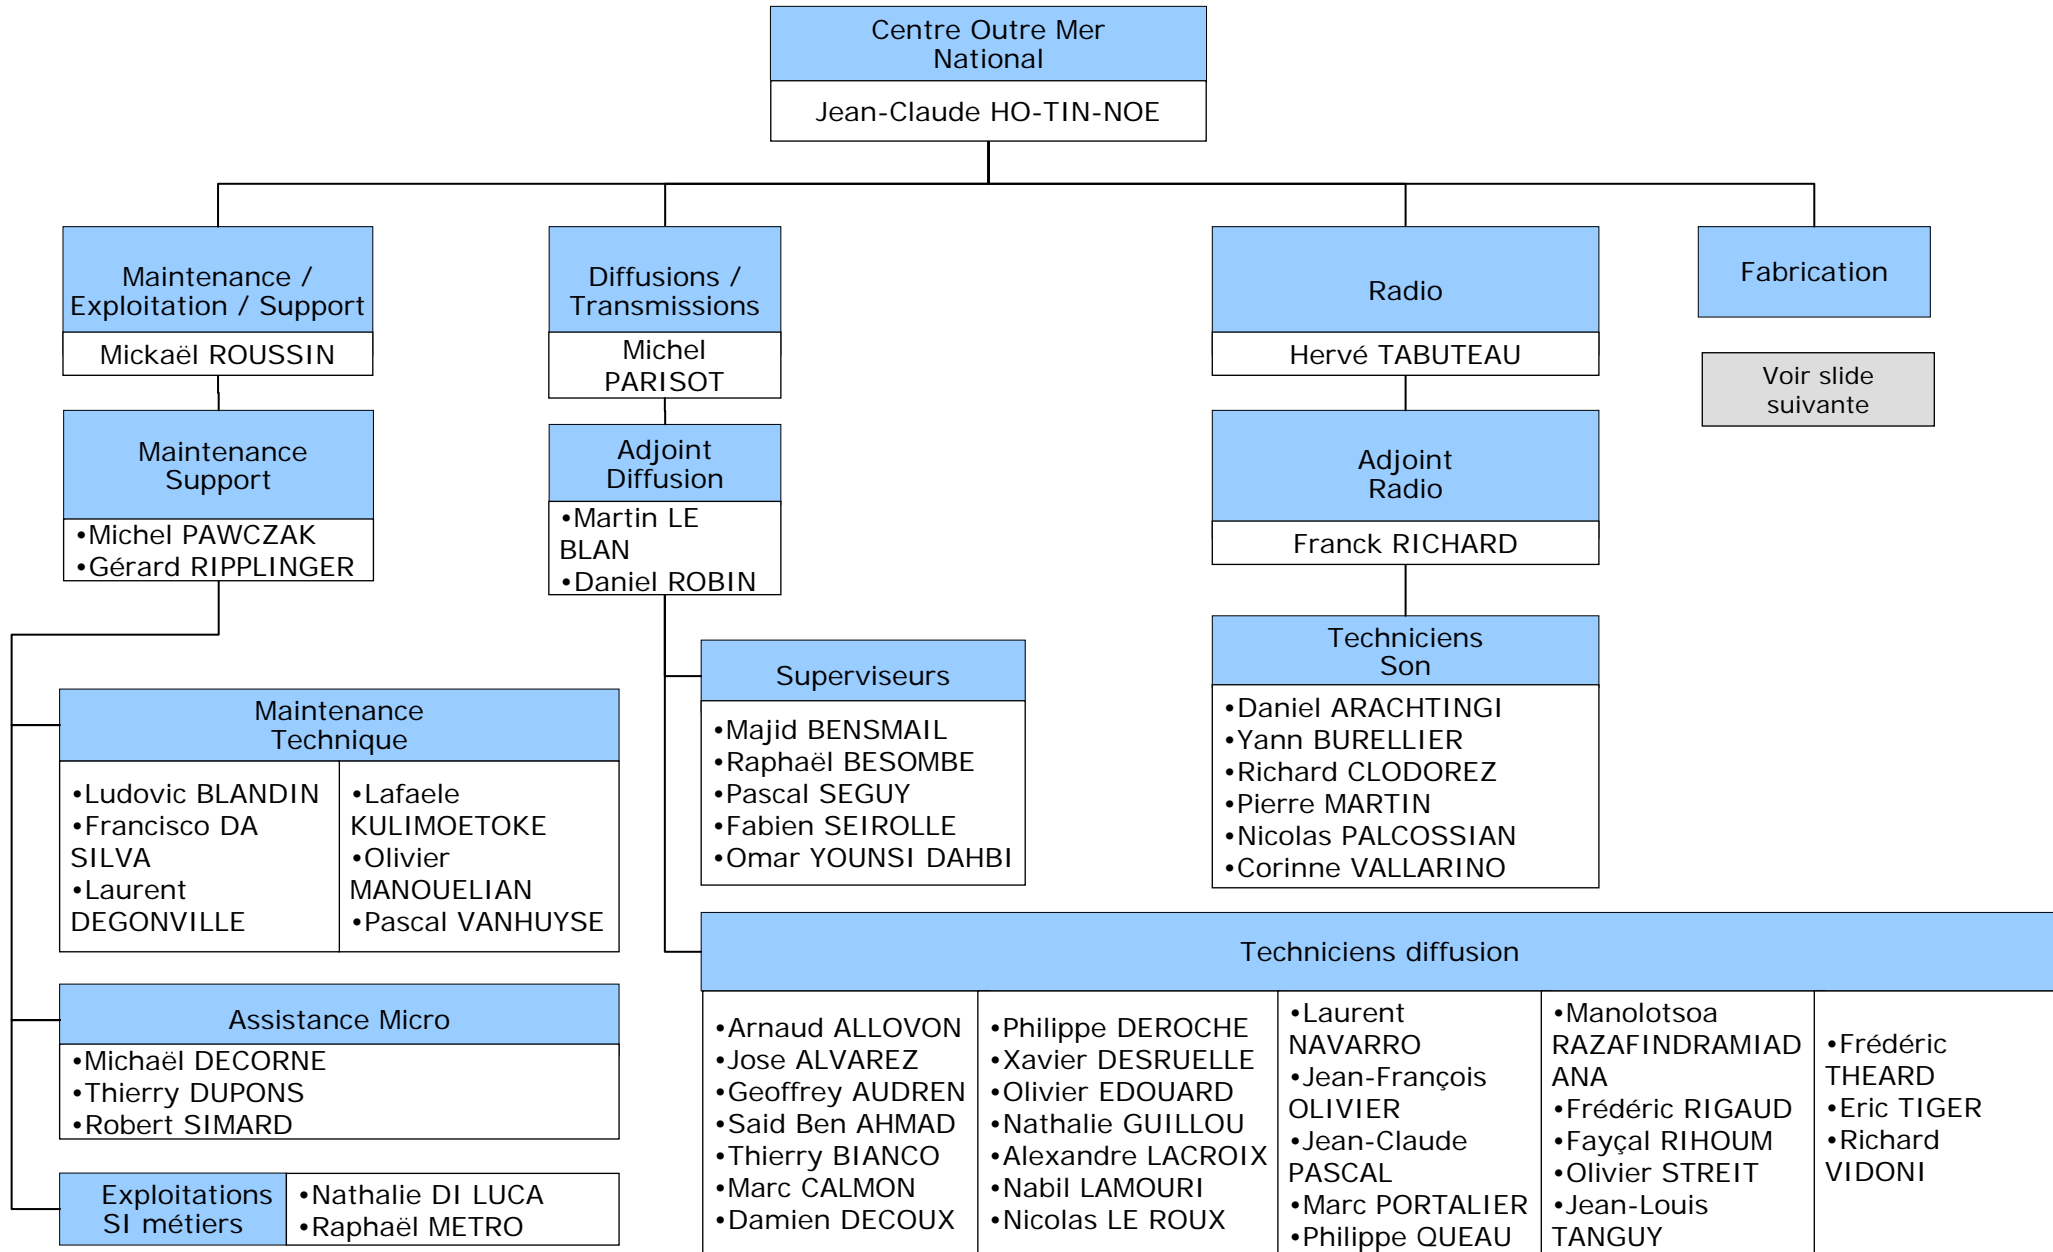 Centre Outre Mer
National
Jean-Claude HO-TIN-NOE
Maintenance /
Exploitation / Support
Mickaël ROUSSIN
Maintenance
Support
•Michel PAWCZAK
•Gérard RIPPLINGER
Maintenance
Technique
•Ludovic BLANDIN
•Francisco DA
SILVA
•Laurent
DEGONVILLE
•Lafaele
KULIMOETOKE
•Olivier
MANOUELIAN
•Pascal VANHUYSE
Assistance Micro
•Michaël DECORNE
•Thierry DUPONS
•Robert SIMARD
Exploitations
SI métiers
•Nathalie DI LUCA
•Raphaël METRO
Diffusions /
Transmissions
Michel
PARISOT
Adjoint
Diffusion
•Martin LE
BLAN
•Daniel ROBIN
Superviseurs
•Majid BENSMAIL
•Raphaël BESOMBE
•Pascal SEGUY
•Fabien SEIROLLE
•Omar YOUNSI DAHBI
Techniciens diffusion
•Arnaud ALLOVON
•Jose ALVAREZ
•Geoffrey AUDREN
•Said Ben AHMAD
•Thierry BIANCO
•Marc CALMON
•Damien DECOUX
•Philippe DEROCHE
•Xavier DESRUELLE
•Olivier EDOUARD
•Nathalie GUILLOU
•Alexandre LACROIX
•Nabil LAMOURI
•Nicolas LE ROUX
•Laurent
NAVARRO
•Jean-François
OLIVIER
•Jean-Claude
PASCAL
•Marc PORTALIER
•Philippe QUEAU
•Manolotsoa
RAZAFINDRAMIAD
ANA
•Frédéric RIGAUD
•Fayçal RIHOUM
•Olivier STREIT
•Jean-Louis
TANGUY
•Frédéric
THEARD
•Eric TIGER
•Richard
VIDONI
Radio
Hervé TABUTEAU
Adjoint
Radio
Franck RICHARD
Techniciens
Son
•Daniel ARACHTINGI
•Yann BURELLIER
•Richard CLODOREZ
•Pierre MARTIN
•Nicolas PALCOSSIAN
•Corinne VALLARINO
Fabrication
Voir slide
suivante